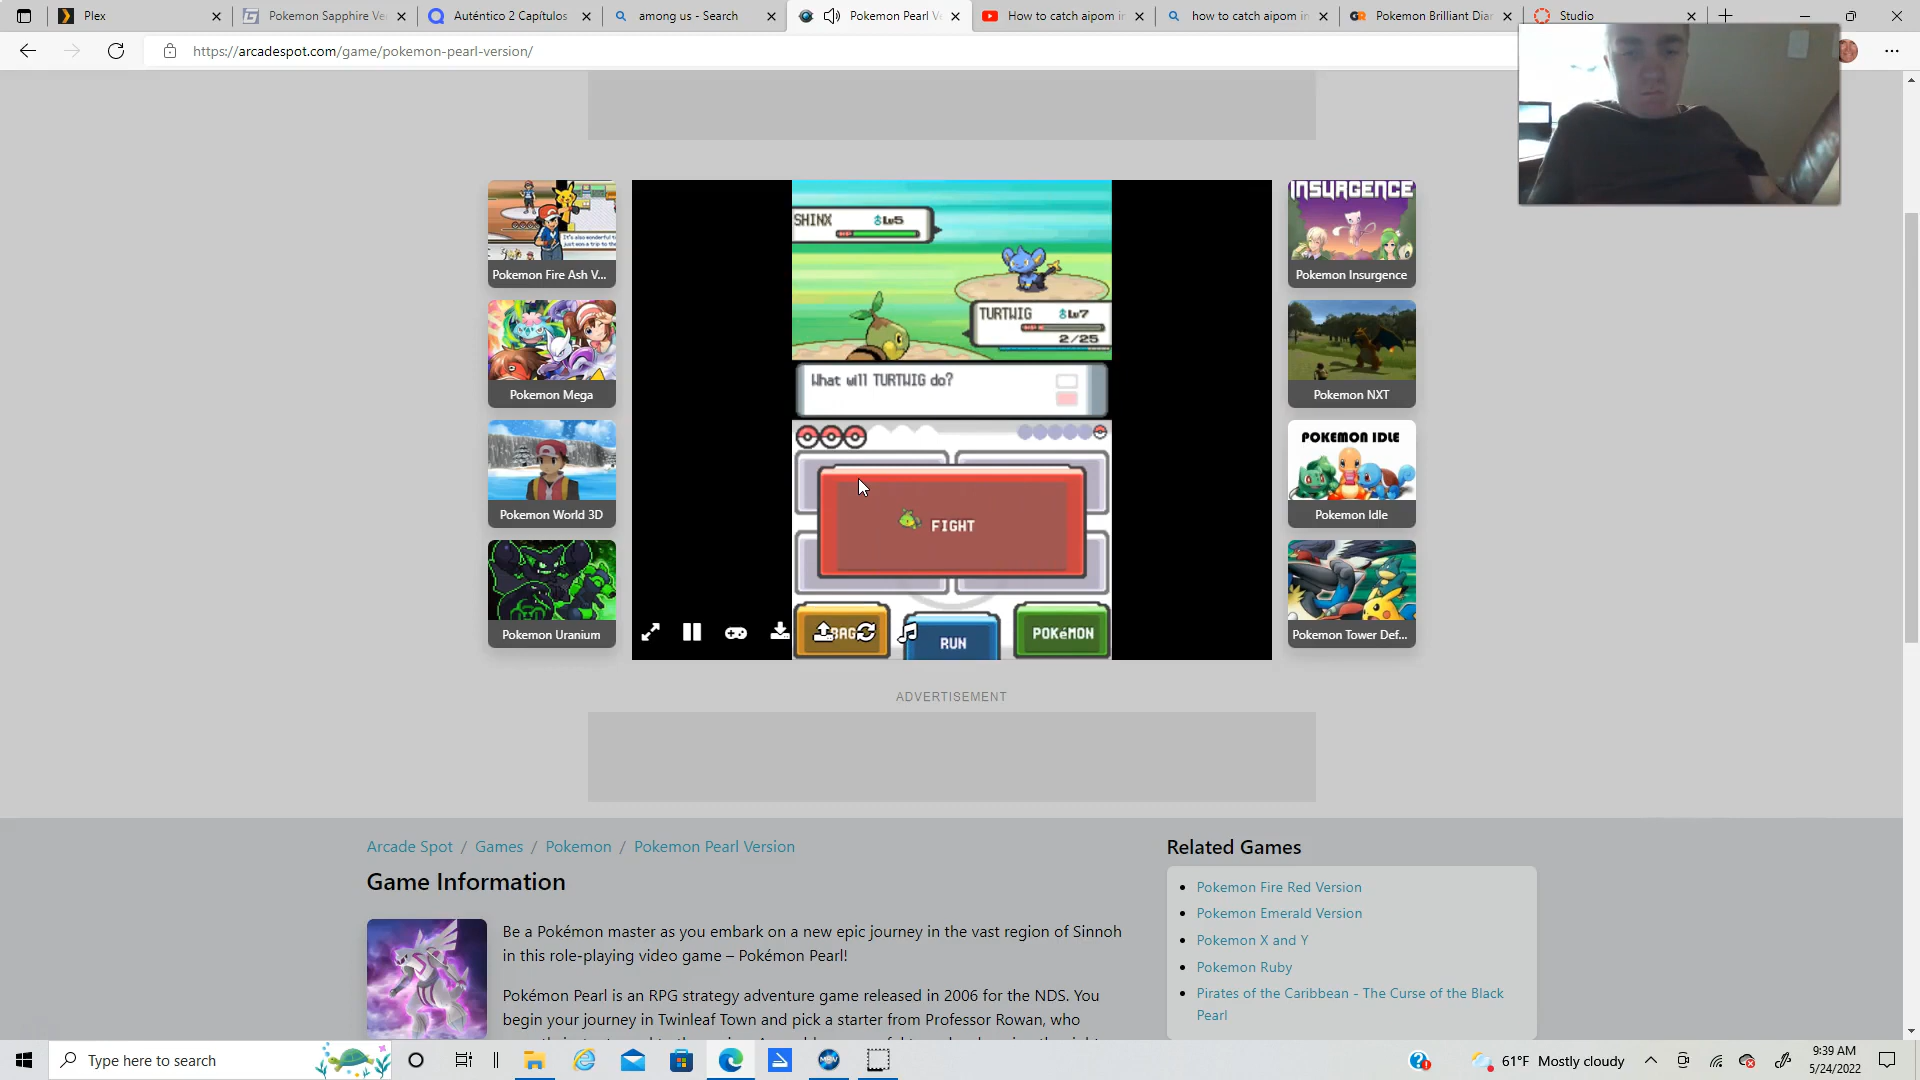 Plex
Pokemon Sapphire Ve
Auténtico 2 Capítulos
among us - Search
Pokemon Pearl V
How to catch aipom in
how to catch aipom in
Pokemon Brilliant Dia
Studio
https://arcadespot.com/game/pokemon-pearl-version/
Pokemon Fire Ash V...
Pokemon Mega
Pokemon World 3D
Pokemon Uranium
SHINX ♂Lv5
TURTWIG ♂Lv7
2/25
What will TURTWIG do?
FIGHT
BAG
RUN
POKéMON
INSURGENCE
Pokemon Insurgence
Pokemon NXT
POKEMON IDLE
Pokemon Idle
Pokemon Tower Def...
ADVERTISEMENT
Arcade Spot / Games / Pokemon / Pokemon Pearl Version
Game Information
Be a Pokémon master as you embark on a new epic journey in the vast region of Sinnoh
in this role-playing video game – Pokémon Pearl!
Pokémon Pearl is an RPG strategy adventure game released in 2006 for the NDS. You
begin your journey in Twinleaf Town and pick a starter from Professor Rowan, who
Related Games
Pokemon Fire Red Version
Pokemon Emerald Version
Pokemon X and Y
Pokemon Ruby
Pirates of the Caribbean - The Curse of the Black
Pearl
Type here to search
61°F Mostly cloudy
9:39 AM
5/24/2022